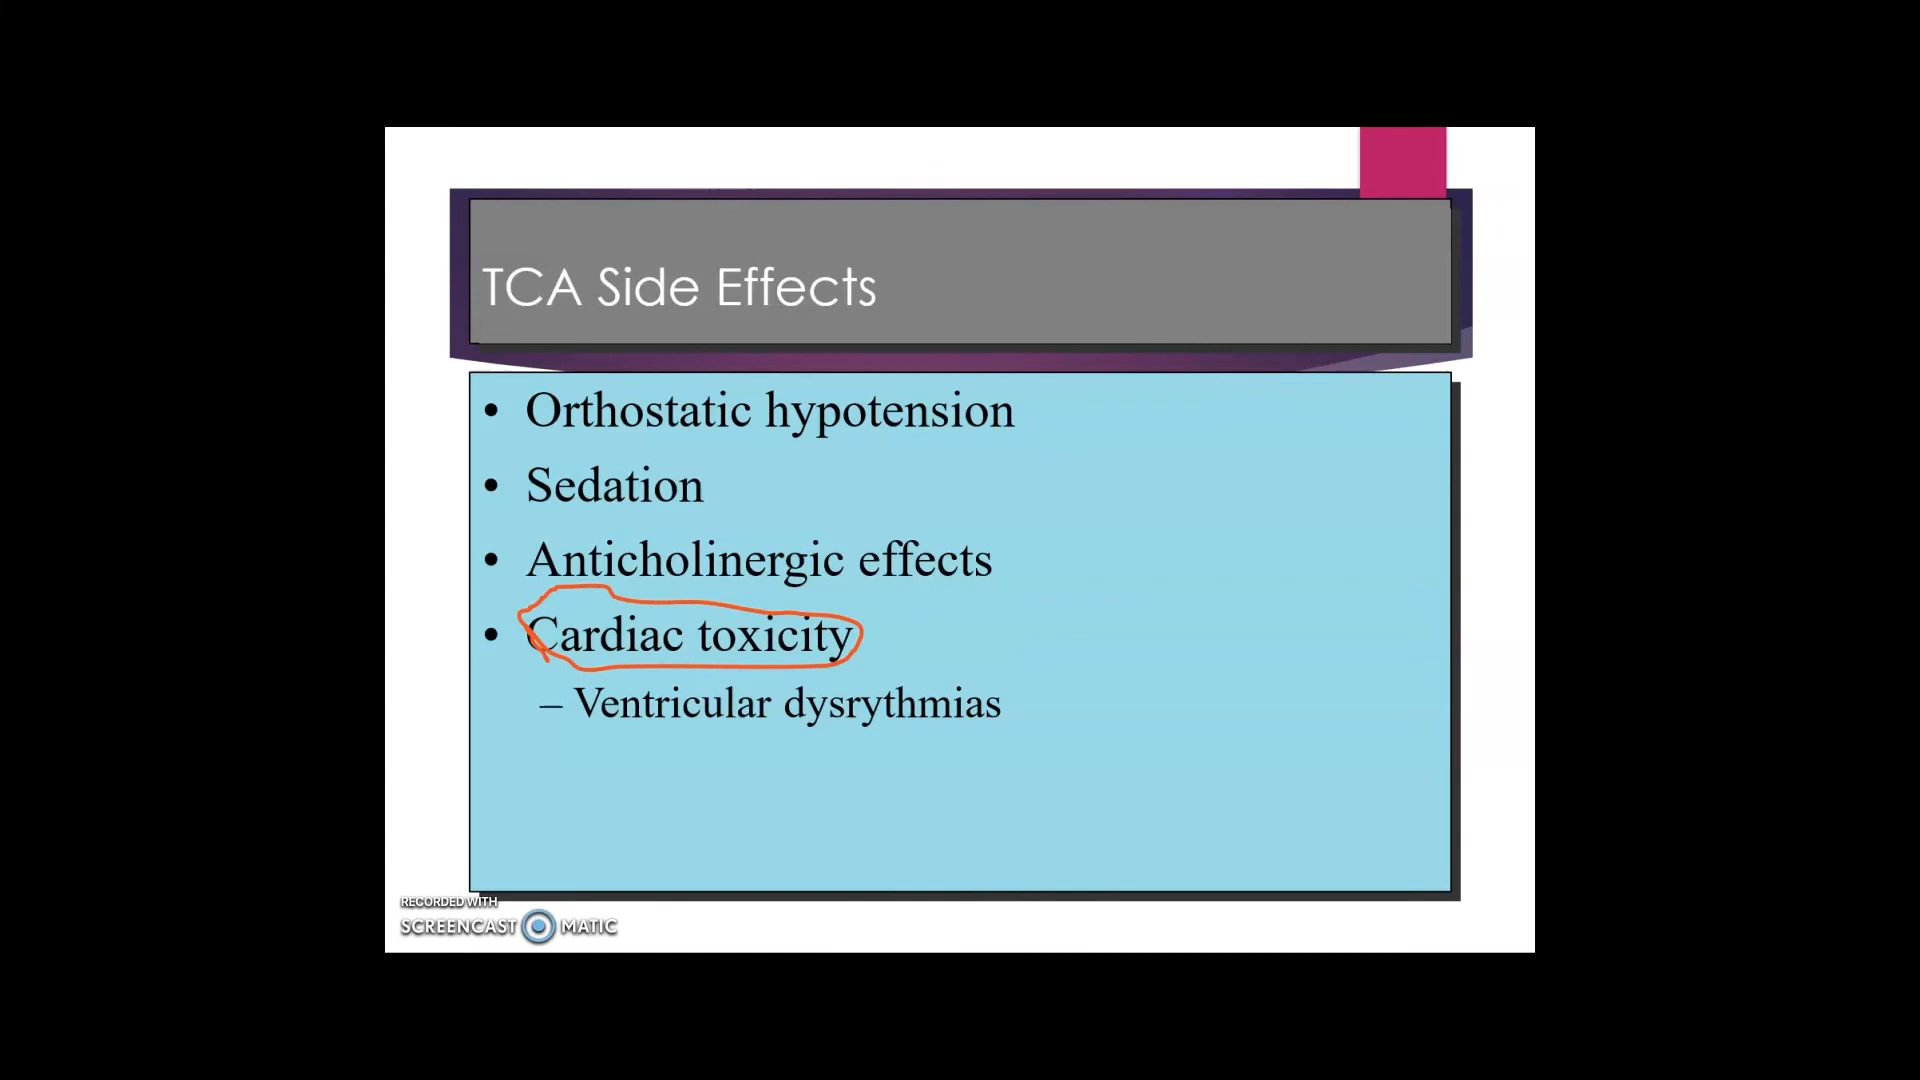 TCA Side Effects
• Orthostatic hypotension
• Sedation
• Anticholinergic effects
• Cardiac toxicity
– Ventricular dysrythmias
RECORDED WITH
SCREENCAST MATIC